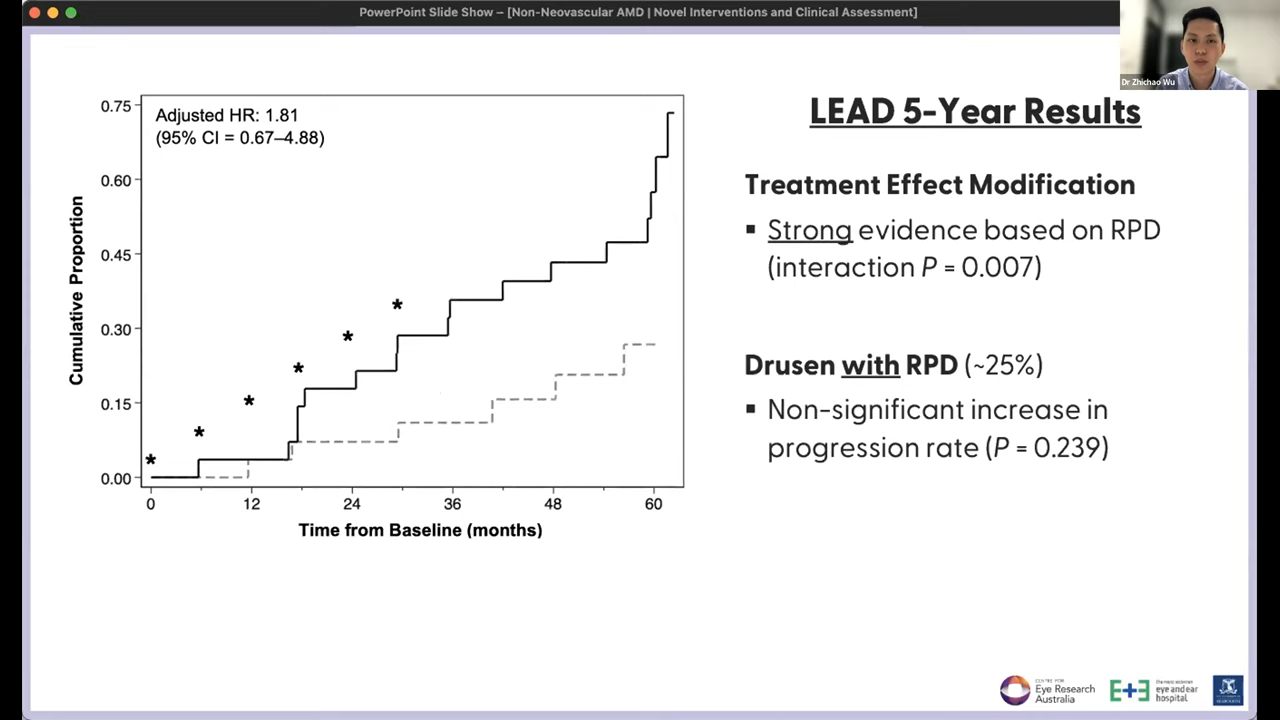 PowerPoint Slide Show – [Non-Neovascular AMD | Novel Interventions and Clinical Assessment]
Dr Zhichao Wu
LEAD 5-Year Results
Adjusted HR: 1.81
(95% CI = 0.67–4.88)
Cumulative Proportion
0.75
0.60
0.45
0.30
0.15
0.00
* * * * * *
0 12 24 36 48 60
Time from Baseline (months)
Treatment Effect Modification
▪ Strong evidence based on RPD
(interaction P = 0.007)
Drusen with RPD (~25%)
▪ Non-significant increase in
progression rate (P = 0.239)
CENTRE FOR
Eye Research
Australia
eye and ear
hospital